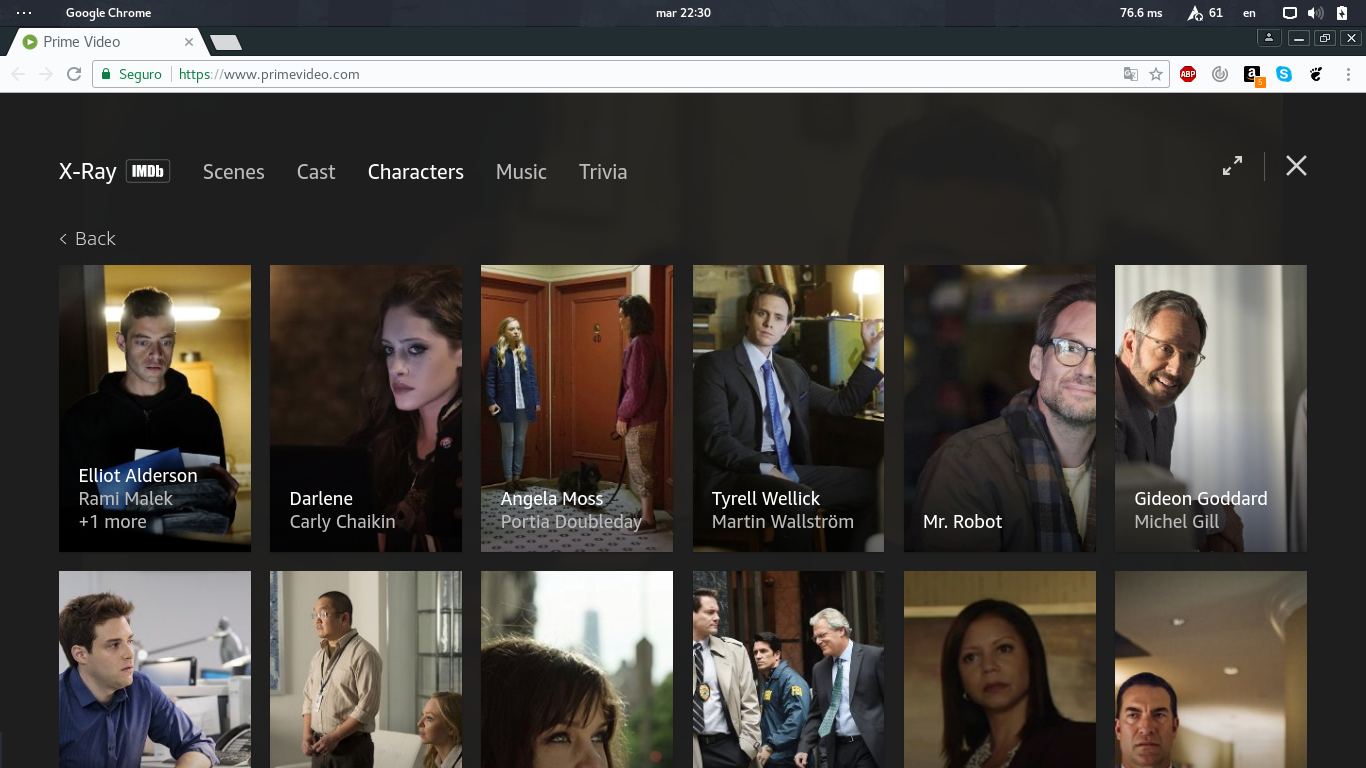 Google Chrome
mar 22:30
76.6 ms
61
en
Prime Video
Seguro
https://www.primevideo.com
ABP
a
5
S
X-Ray IMDb
Scenes
Cast
Characters
Music
Trivia
Back
Elliot Alderson
Rami Malek
+1 more
Darlene
Carly Chaikin
Angela Moss
Portia Doubleday
Tyrell Wellick
Martin Wallström
Mr. Robot
Gideon Goddard
Michel Gill